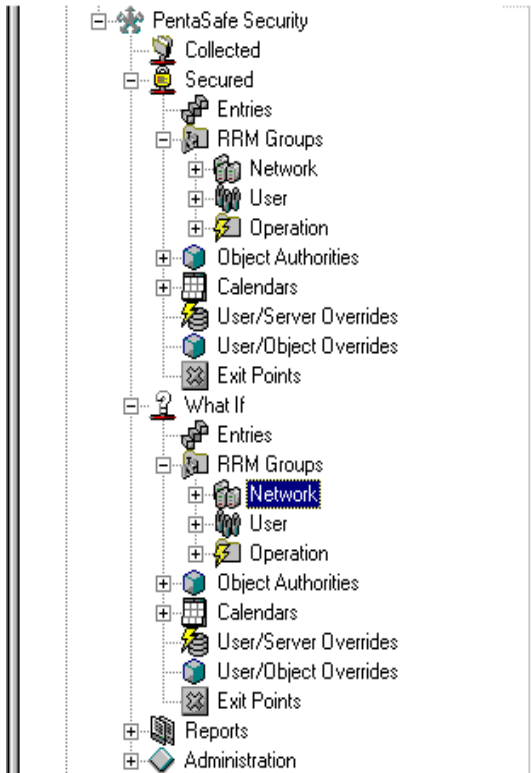 PentaSafe Security
Collected
Secured
Entries
RRM Groups
Network
User
Operation
Object Authorities
Calendars
User/Server Overrides
User/Object Overrides
Exit Points
What If
Entries
RRM Groups
Network
User
Operation
Object Authorities
Calendars
User/Server Overrides
User/Object Overrides
Exit Points
Reports
Administration